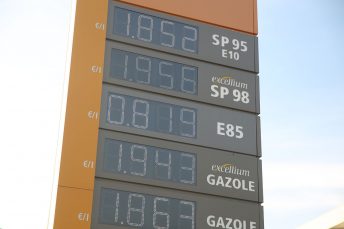 1.852 SP 95
E10
€/l
1.956 excellium
SP 98
€/l
0.819 E85
€/l
1.943 excellium
GAZOLE
€/l
1.863 GAZOLE
€/l